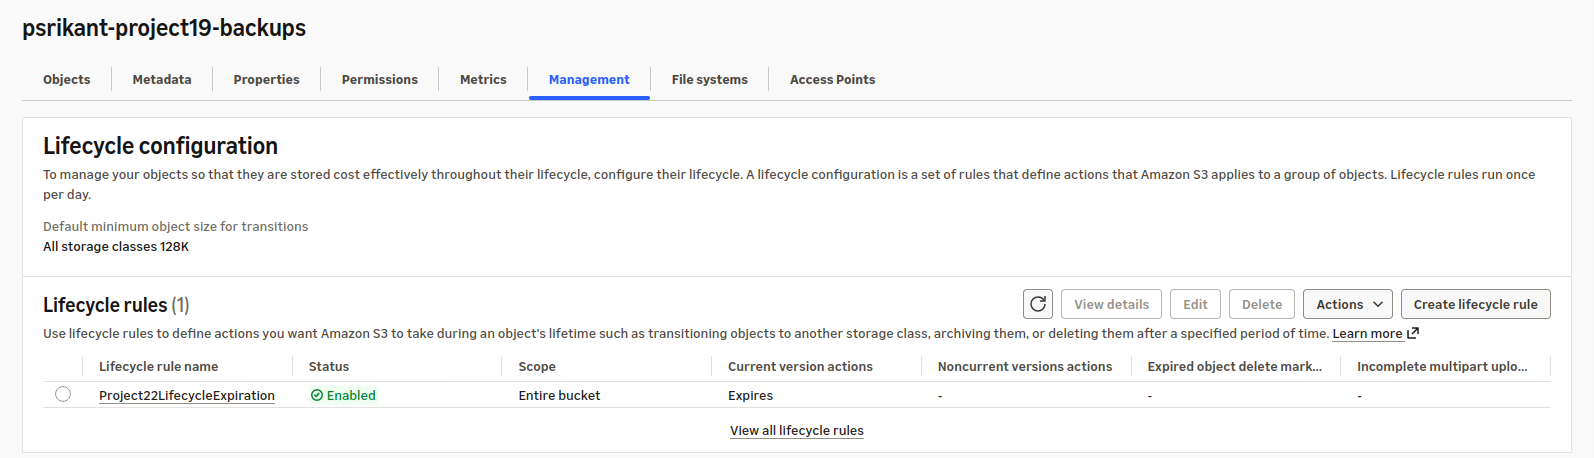 psrikant-project19-backups
Objects
Metadata
Properties
Permissions
Metrics
Management
File systems
Access Points
Lifecycle configuration
To manage your objects so that they are stored cost effectively throughout their lifecycle, configure their lifecycle. A lifecycle configuration is a set of rules that define actions that Amazon S3 applies to a group of objects. Lifecycle rules run once
per day.
Default minimum object size for transitions
All storage classes 128K
Lifecycle rules (1)
View details
Edit
Delete
Actions
Create lifecycle rule
Use lifecycle rules to define actions you want Amazon S3 to take during an object's lifetime such as transitioning objects to another storage class, archiving them, or deleting them after a specified period of time. Learn more
Lifecycle rule name
Status
Scope
Current version actions
Noncurrent versions actions
Expired object delete mark...
Incomplete multipart uplo...
Project22LifecycleExpiration
Enabled
Entire bucket
Expires
-
-
-
View all lifecycle rules